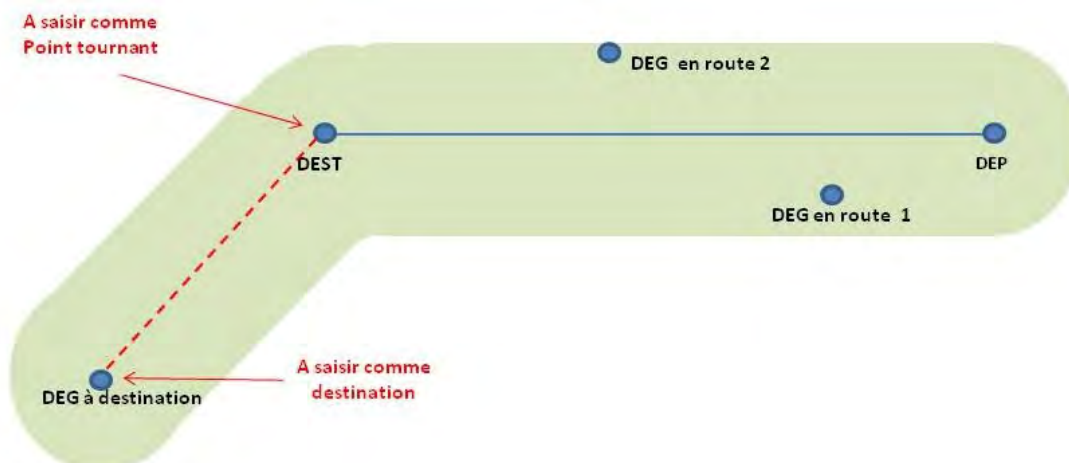 A saisir comme
Point tournant
DEG en route 2
DEST
DEP
DEG en route 1
A saisir comme
destination
DEG à destination